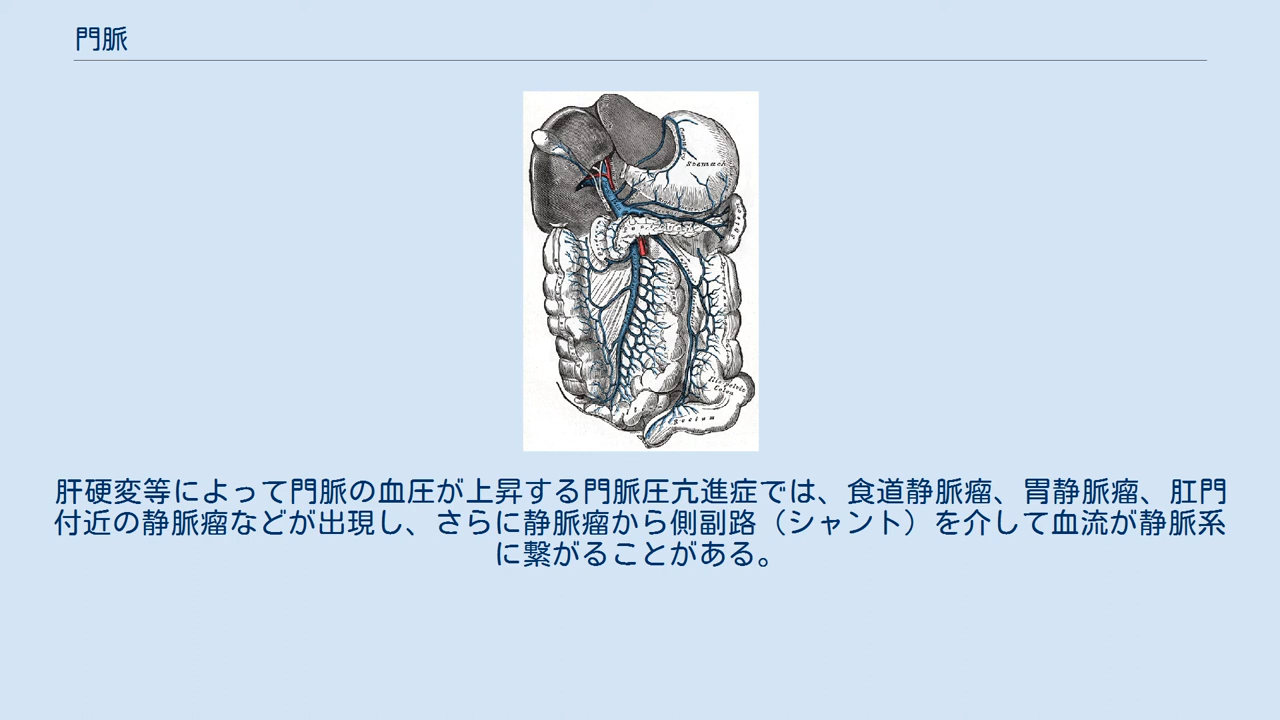 門脈
Stomach
Colon
肝硬変等によって門脈の血圧が上昇する門脈圧亢進症では、食道静脈瘤、胃静脈瘤、肛門
付近の静脈瘤などが出現し、さらに静脈瘤から側副路（シャント）を介して血流が静脈系
に繋がることがある。